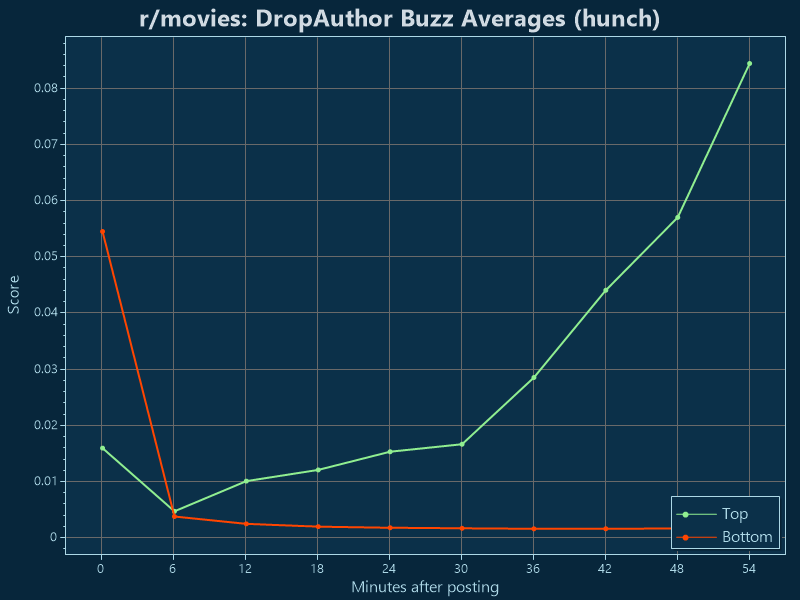 r/movies: DropAuthor Buzz Averages (hunch)
Score
0.08
0.07
0.06
0.05
0.04
0.03
0.02
0.01
0
Top
Bottom
0 6 12 18 24 30 36 42 48 54
Minutes after posting